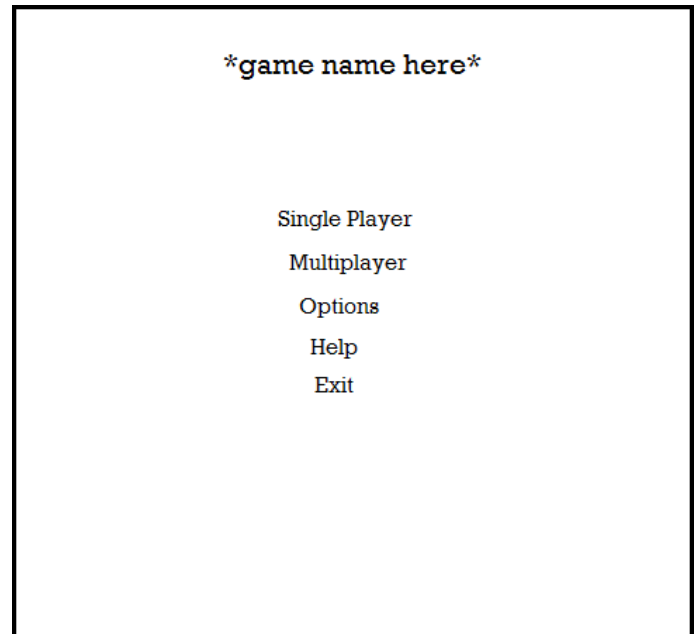 *game name here*
Single Player
Multiplayer
Options
Help
Exit